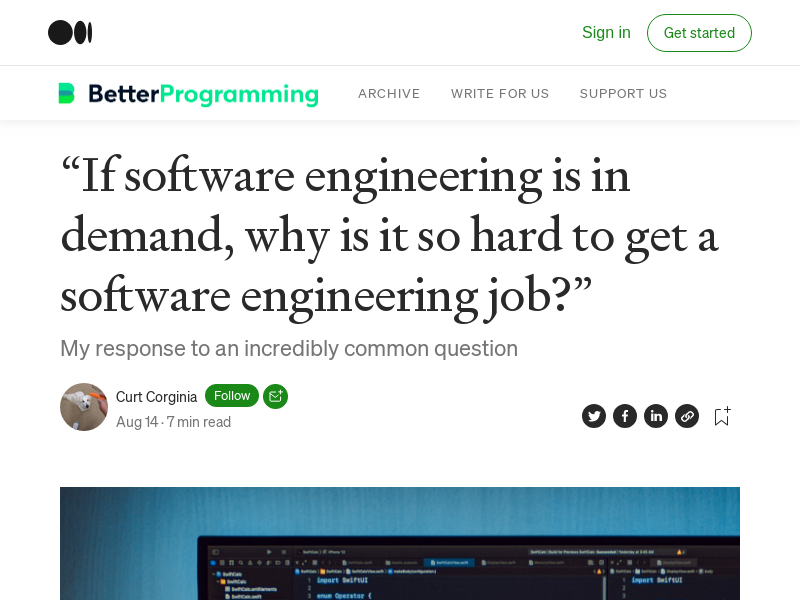 Sign in
Get started
BetterProgramming
ARCHIVE
WRITE FOR US
SUPPORT US
“If software engineering is in
demand, why is it so hard to get a
software engineering job?”
My response to an incredibly common question
Curt Corginia
Follow
Aug 14 · 7 min read
import SwiftUI
import SwiftUI
enum Operator {